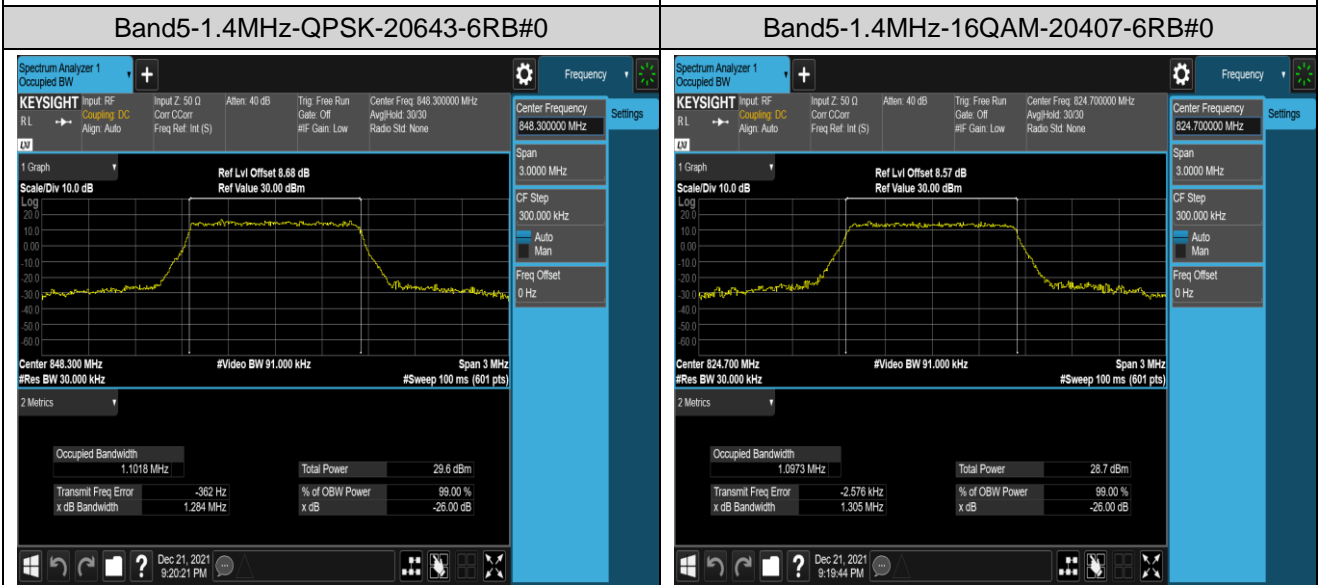 Band5-1.4MHz-QPSK-20643-6RB#0
Spectrum Analyzer 1
Occupied BW
+
Frequency
KEYSIGHT
RL
Input: RF
Coupling: DC
Align: Auto
Input Z: 50 Ω
Corr CCorr
Freq Ref: Int (S)
Atten: 40 dB
Trig: Free Run
Gate: Off
#IF Gain: Low
Center Freq: 848.300000 MHz
Avg|Hold: 30/30
Radio Std: None
LXI
Center Frequency
848.300000 MHz
Settings
Span
3.0000 MHz
CF Step
300.000 kHz
Auto
Man
Freq Offset
0 Hz
1 Graph
Scale/Div 10.0 dB
Ref Lvl Offset 8.68 dB
Ref Value 30.00 dBm
Log
20.0
10.0
0.00
-10.0
-20.0
-30.0
-40.0
-50.0
-60.0
Center 848.300 MHz
#Video BW 91.000 kHz
Span 3 MHz
#Res BW 30.000 kHz
#Sweep 100 ms (601 pts)
2 Metrics
Occupied Bandwidth
1.1018 MHz
Total Power 29.6 dBm
Transmit Freq Error -362 Hz
% of OBW Power 99.00 %
x dB Bandwidth 1.284 MHz
x dB -26.00 dB
?
Dec 21, 2021
9:20:21 PM
Band5-1.4MHz-16QAM-20407-6RB#0
Spectrum Analyzer 1
Occupied BW
+
Frequency
KEYSIGHT
RL
Input: RF
Coupling: DC
Align: Auto
Input Z: 50 Ω
Corr CCorr
Freq Ref: Int (S)
Atten: 40 dB
Trig: Free Run
Gate: Off
#IF Gain: Low
Center Freq: 824.700000 MHz
Avg|Hold: 30/30
Radio Std: None
LXI
Center Frequency
824.700000 MHz
Settings
Span
3.0000 MHz
CF Step
300.000 kHz
Auto
Man
Freq Offset
0 Hz
1 Graph
Scale/Div 10.0 dB
Ref Lvl Offset 8.57 dB
Ref Value 30.00 dBm
Log
20.0
10.0
0.00
-10.0
-20.0
-30.0
-40.0
-50.0
-60.0
Center 824.700 MHz
#Video BW 91.000 kHz
Span 3 MHz
#Res BW 30.000 kHz
#Sweep 100 ms (601 pts)
2 Metrics
Occupied Bandwidth
1.0973 MHz
Total Power 28.7 dBm
Transmit Freq Error -2.576 kHz
% of OBW Power 99.00 %
x dB Bandwidth 1.305 MHz
x dB -26.00 dB
?
Dec 21, 2021
9:19:44 PM